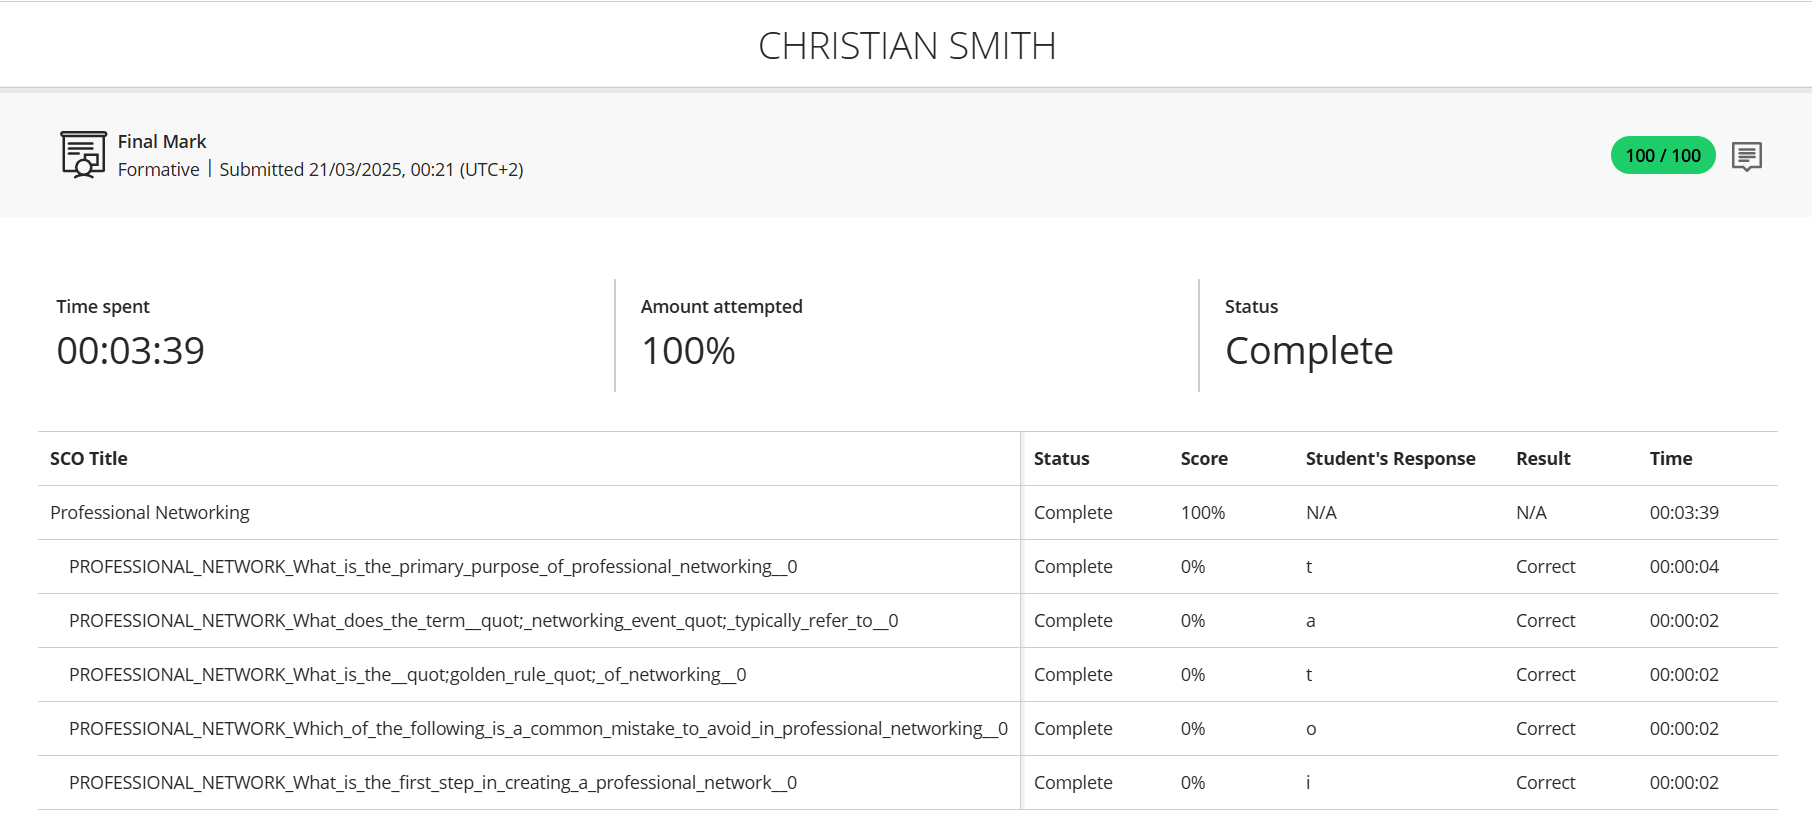 CHRISTIAN SMITH
Final Mark
Formative | Submitted 21/03/2025, 00:21 (UTC+2)
100 / 100
Time spent
00:03:39
Amount attempted
100%
Status
Complete
SCO Title Status Score Student's Response Result Time
Professional Networking Complete 100% N/A N/A 00:03:39
PROFESSIONAL_NETWORK_What_is_the_primary_purpose_of_professional_networking__0 Complete 0% t Correct 00:00:04
PROFESSIONAL_NETWORK_What_does_the_term__quot;_networking_event_quot;_typically_refer_to__0 Complete 0% a Correct 00:00:02
PROFESSIONAL_NETWORK_What_is_the__quot;golden_rule_quot;_of_networking__0 Complete 0% t Correct 00:00:02
PROFESSIONAL_NETWORK_Which_of_the_following_is_a_common_mistake_to_avoid_in_professional_networking__0 Complete 0% o Correct 00:00:02
PROFESSIONAL_NETWORK_What_is_the_first_step_in_creating_a_professional_network__0 Complete 0% i Correct 00:00:02